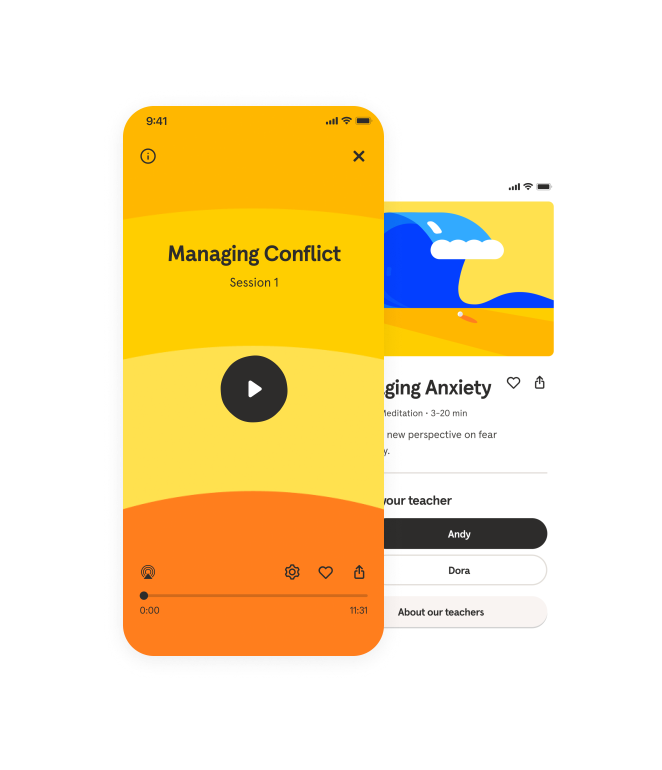 9:41
Managing Conflict
Session 1
0:00
11:31
ging Anxiety
Meditation • 3-20 min
new perspective on fear
y.
your teacher
Andy
Dora
About our teachers